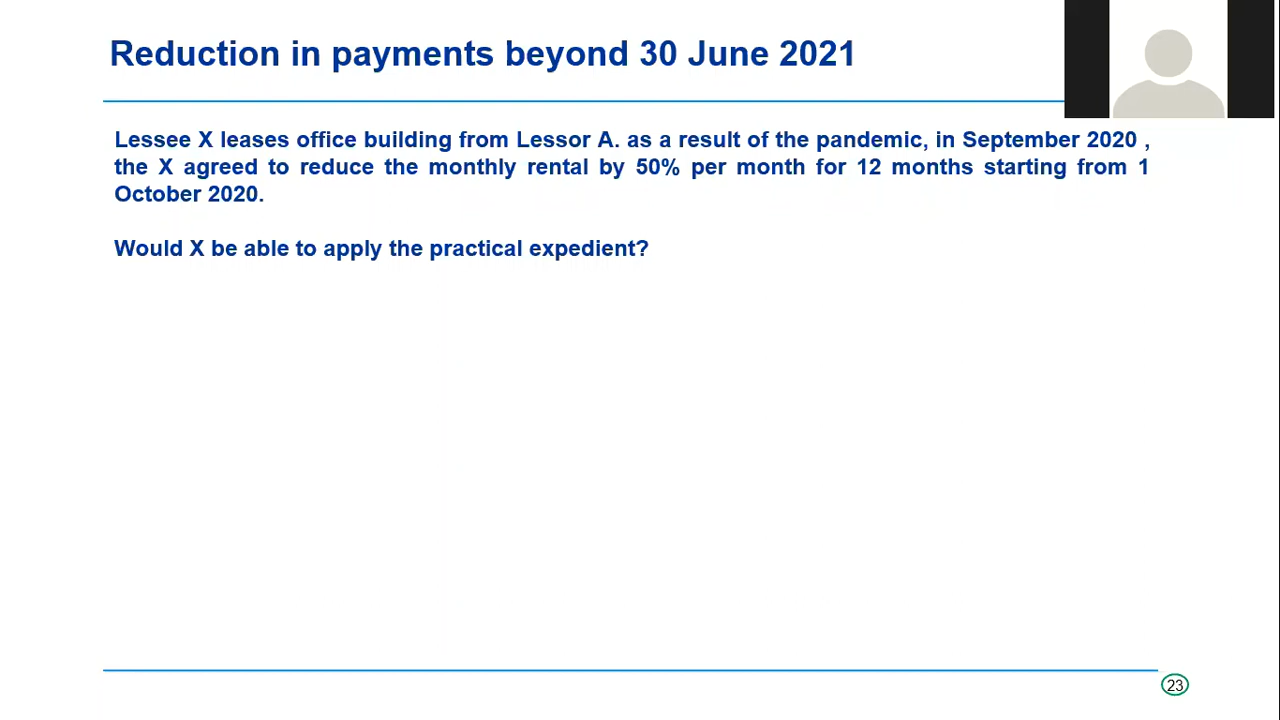 Reduction in payments beyond 30 June 2021
Lessee X leases office building from Lessor A. as a result of the pandemic, in September 2020 ,
the X agreed to reduce the monthly rental by 50% per month for 12 months starting from 1
October 2020.
Would X be able to apply the practical expedient?
23